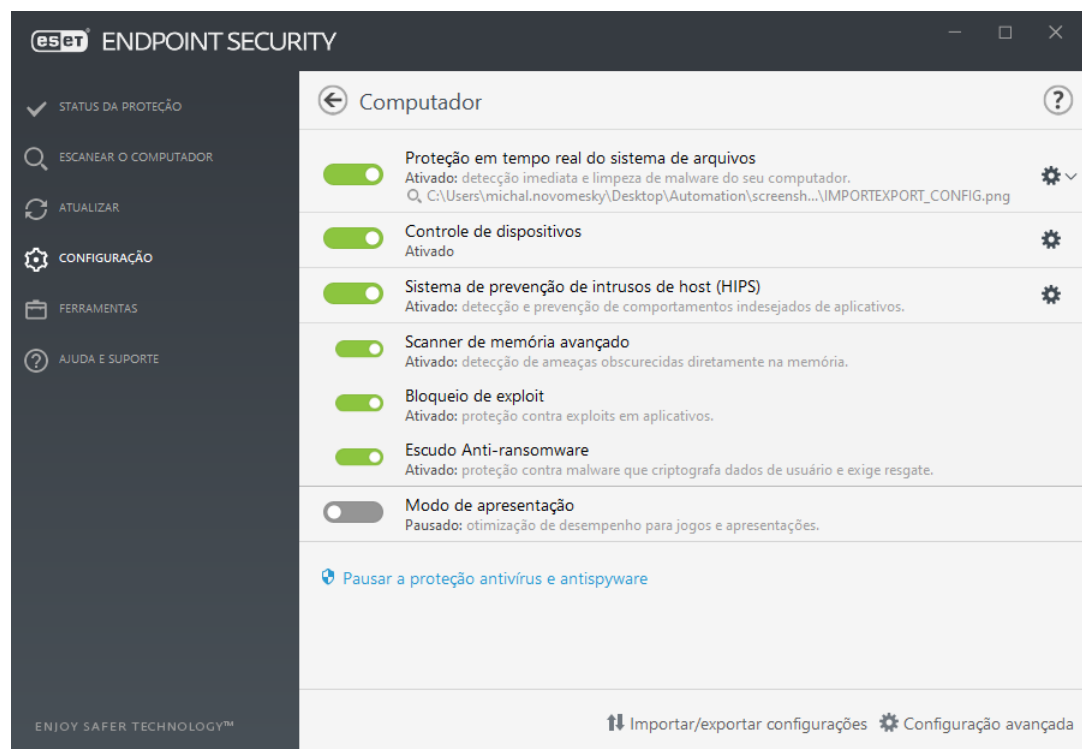 eset ENDPOINT SECURITY
STATUS DA PROTEÇÃO
ESCANEAR O COMPUTADOR
ATUALIZAR
CONFIGURAÇÃO
FERRAMENTAS
AJUDA E SUPORTE
ENJOY SAFER TECHNOLOGY™
Computador
?
Proteção em tempo real do sistema de arquivos
Ativado: detecção imediata e limpeza de malware do seu computador.
C:\Users\michal.novomesky\Desktop\Automation\screensh...\IMPORTEXPORT_CONFIG.png
Controle de dispositivos
Ativado
Sistema de prevenção de intrusos de host (HIPS)
Ativado: detecção e prevenção de comportamentos indesejados de aplicativos.
Scanner de memória avançado
Ativado: detecção de ameaças obscurecidas diretamente na memória.
Bloqueio de exploit
Ativado: proteção contra exploits em aplicativos.
Escudo Anti-ransomware
Ativado: proteção contra malware que criptografa dados de usuário e exige resgate.
Modo de apresentação
Pausado: otimização de desempenho para jogos e apresentações.
Pausar a proteção antivírus e antispyware
Importar/exportar configurações Configuração avançada